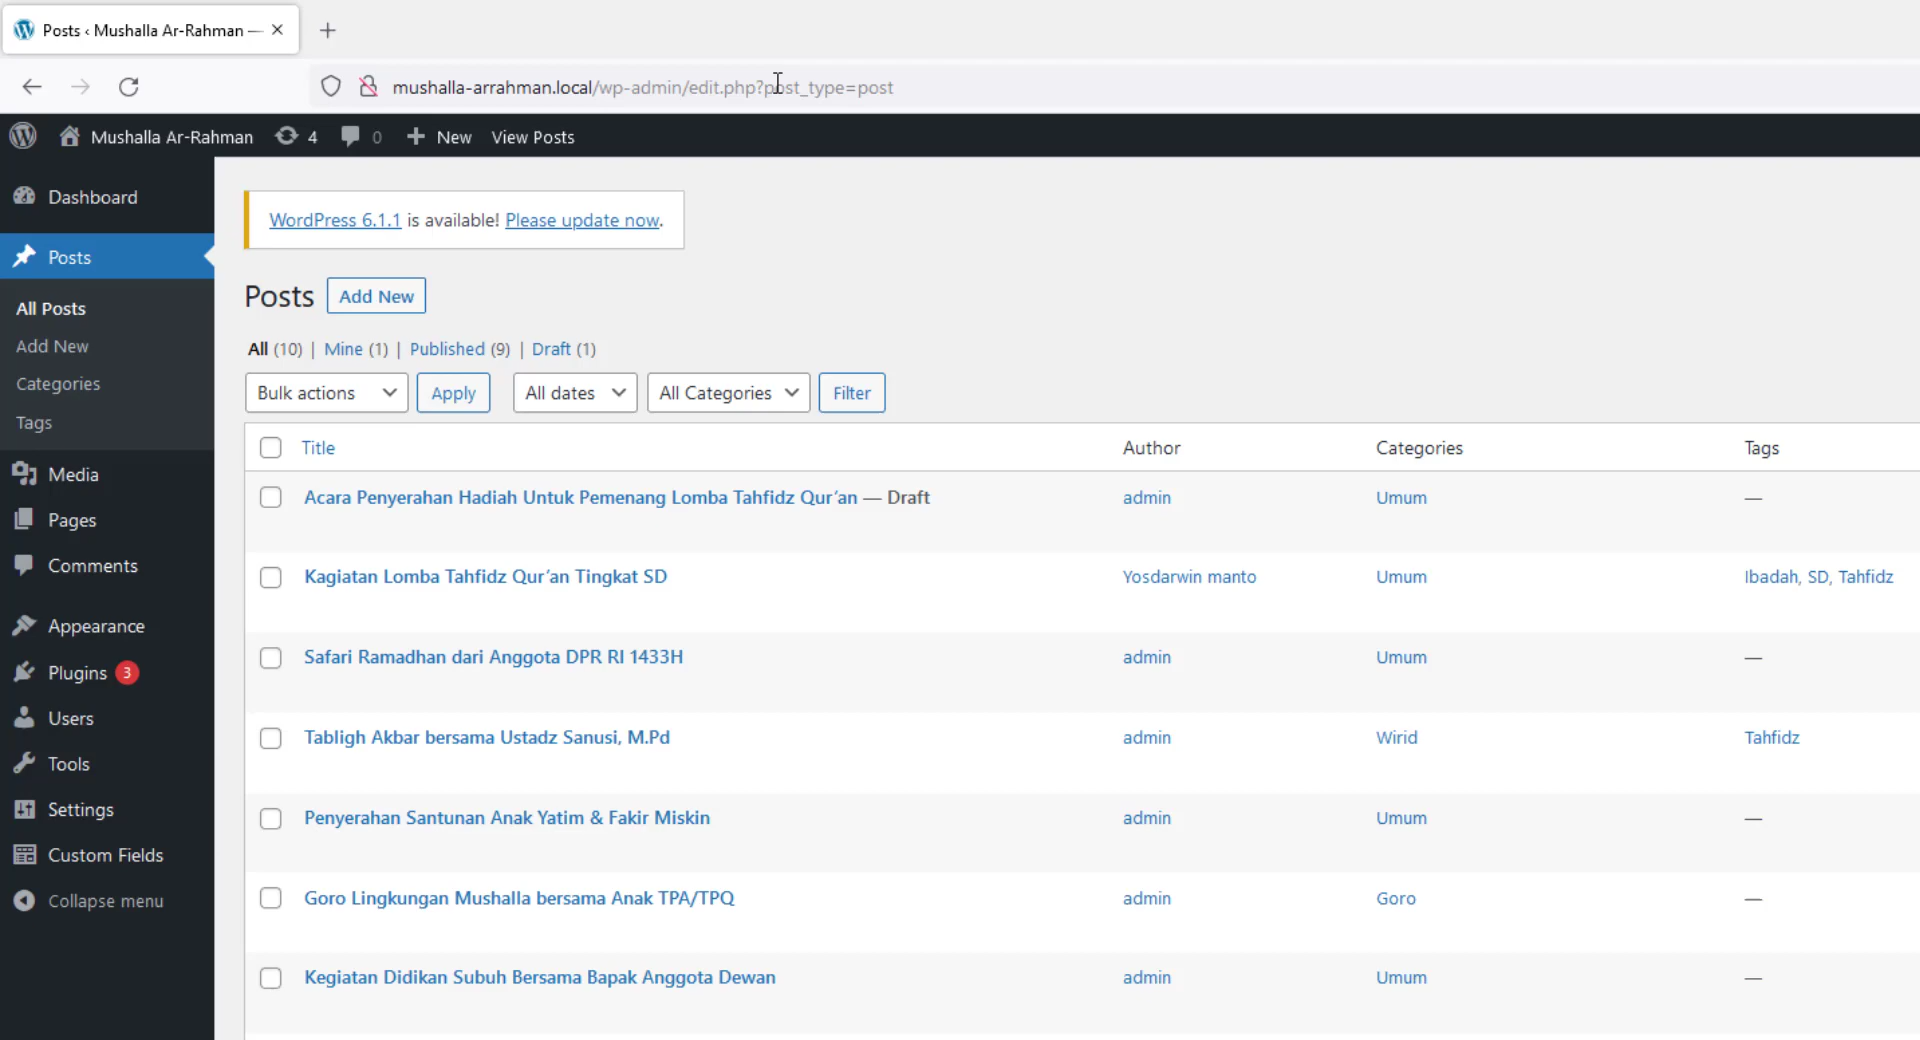 Posts ‹ Mushalla Ar-Rahman —
mushalla-arrahman.local/wp-admin/edit.php?post_type=post
Mushalla Ar-Rahman 4 0 New View Posts
Dashboard
Posts
All Posts
Add New
Categories
Tags
Media
Pages
Comments
Appearance
Plugins 3
Users
Tools
Settings
Custom Fields
Collapse menu
WordPress 6.1.1 is available! Please update now.
Posts Add New
All (10) | Mine (1) | Published (9) | Draft (1)
Bulk actions Apply All dates All Categories Filter
Title Author Categories Tags
Acara Penyerahan Hadiah Untuk Pemenang Lomba Tahfidz Qur’an — Draft admin Umum —
Kagiatan Lomba Tahfidz Qur’an Tingkat SD Yosdarwin manto Umum Ibadah, SD, Tahfidz
Safari Ramadhan dari Anggota DPR RI 1433H admin Umum —
Tabligh Akbar bersama Ustadz Sanusi, M.Pd admin Wirid Tahfidz
Penyerahan Santunan Anak Yatim & Fakir Miskin admin Umum —
Goro Lingkungan Mushalla bersama Anak TPA/TPQ admin Goro —
Kegiatan Didikan Subuh Bersama Bapak Anggota Dewan admin Umum —